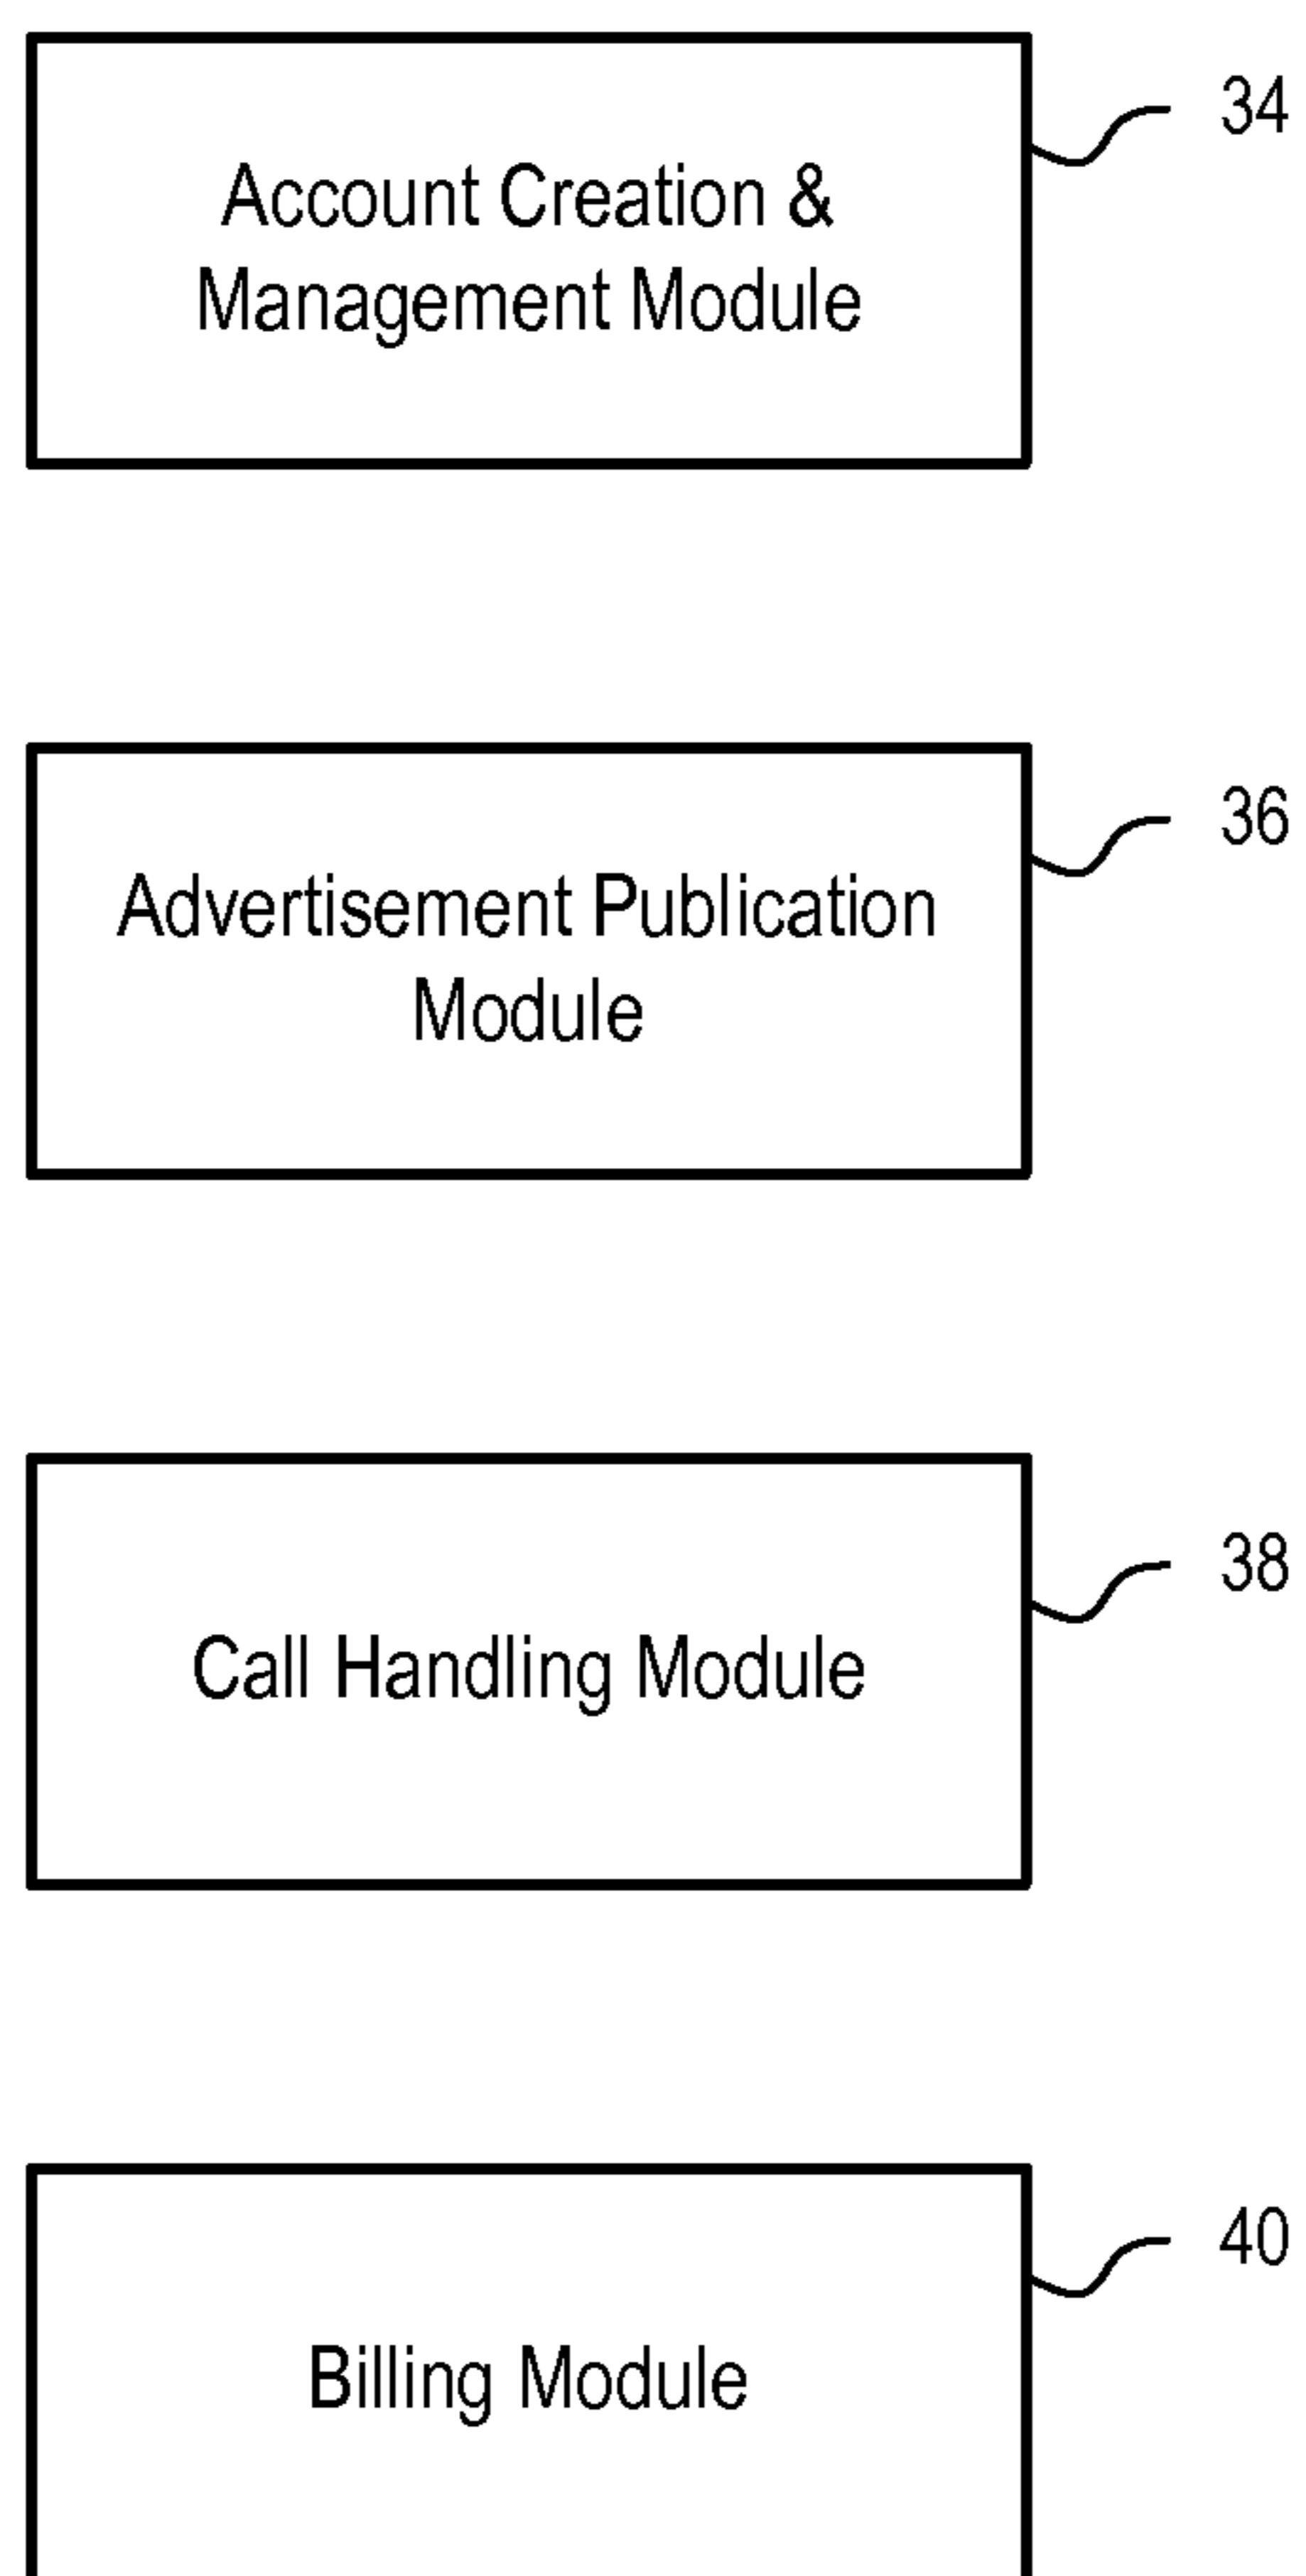 Account Creation &
Management Module
34
Advertisement Publication
Module
36
Call Handling Module
38
Billing Module
40